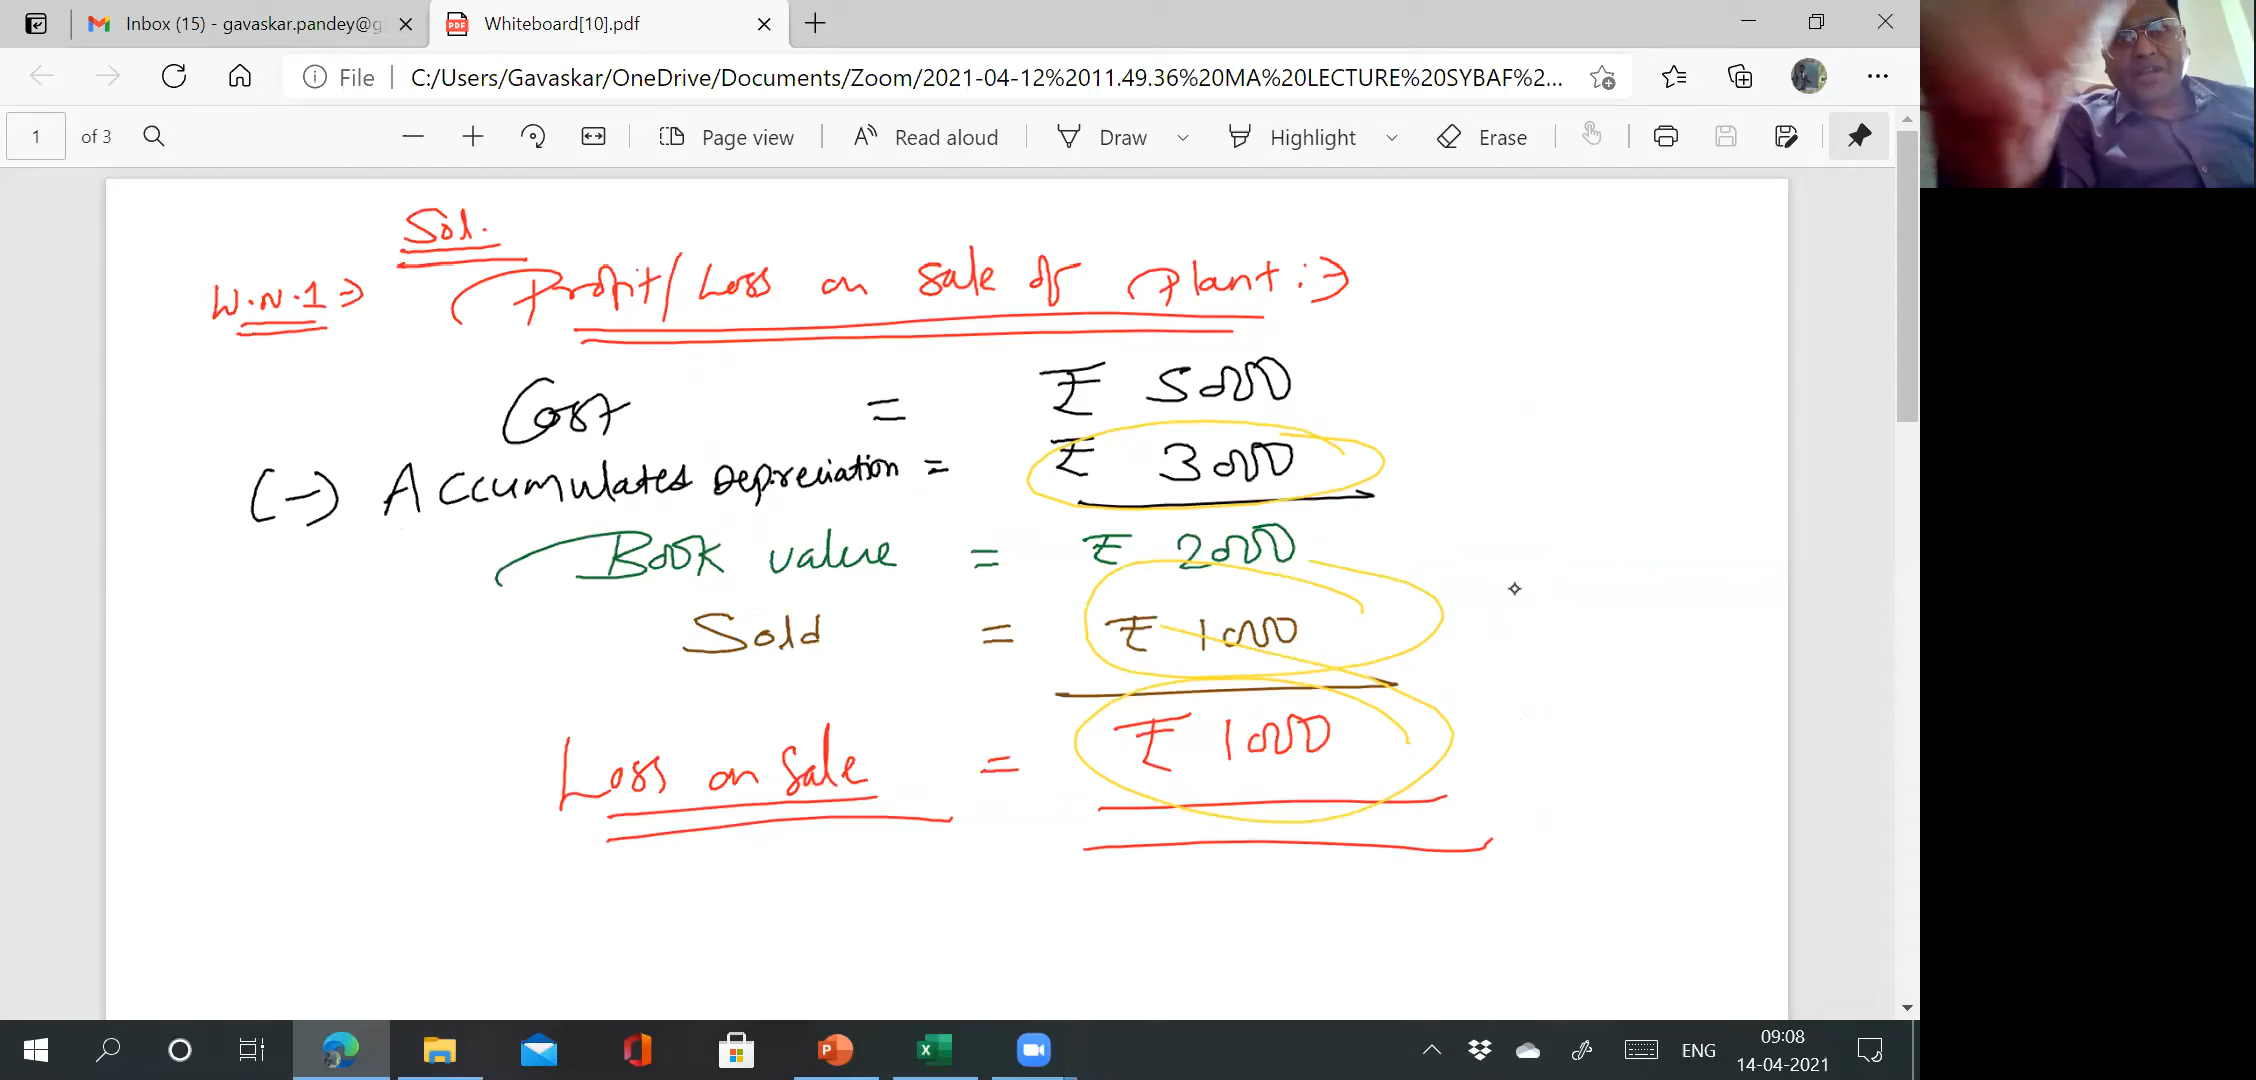 Inbox (15) - gavaskar.pandey@g
Whiteboard[10].pdf
File
C:/Users/Gavaskar/OneDrive/Documents/Zoom/2021-04-12%2011.49.36%20MA%20LECTURE%20SYBAF%2...
1 of 3
Page view
Read aloud
Draw
Highlight
Erase
Sol.
W.N.1 ⇒ Profit/Loss on sale of Plant :⇒
Cost = ₹ 5000
(-) Accumulates Depreciation = ₹ 3000
Book value = ₹ 2000
Sold = ₹ 1000
Loss on sale = ₹ 1000
ENG
09:08
14-04-2021